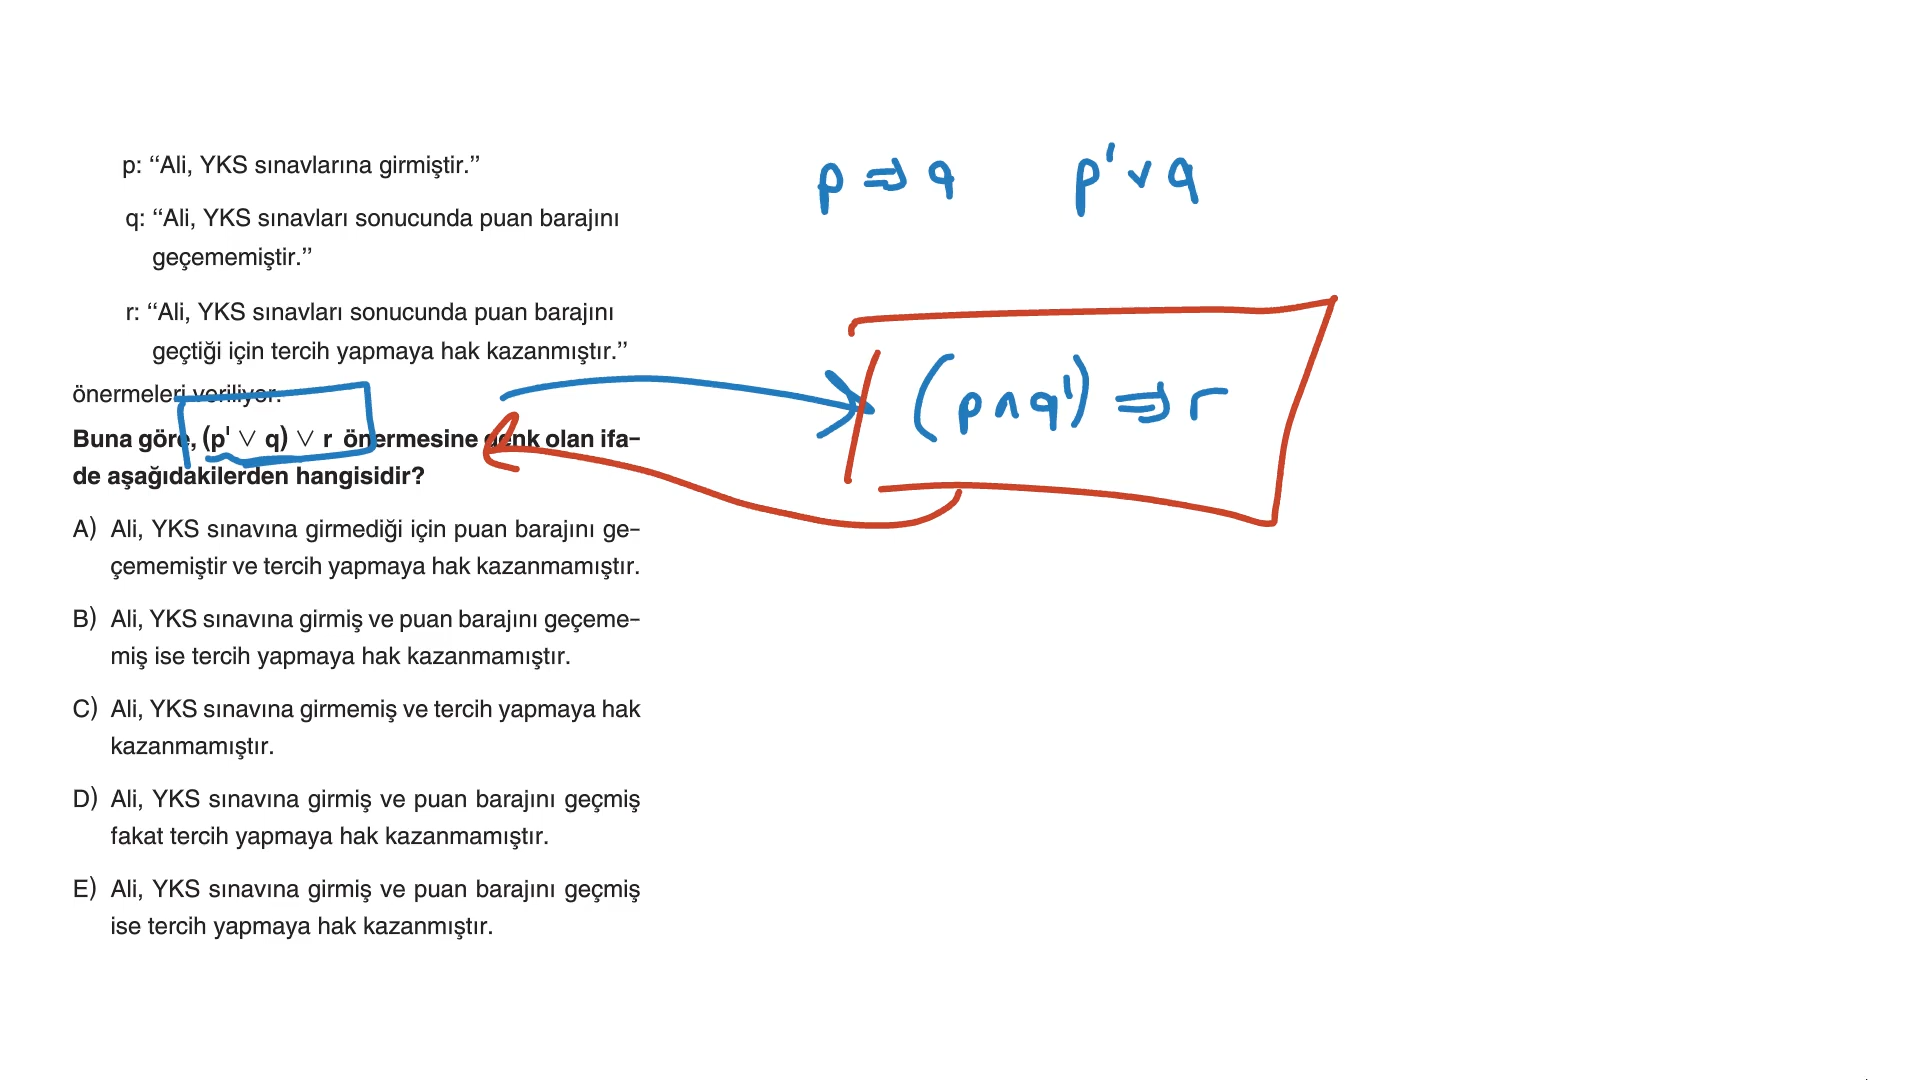 p: “Ali, YKS sınavlarına girmiştir.”
q: “Ali, YKS sınavları sonucunda puan barajını
geçememiştir.”
r: “Ali, YKS sınavları sonucunda puan barajını
geçtiği için tercih yapmaya hak kazanmıştır.”
önermeleri veriliyor.
Buna göre, (p' ∨ q) ∨ r önermesine denk olan ifa-
de aşağıdakilerden hangisidir?
A) Ali, YKS sınavına girmediği için puan barajını ge-
çememiştir ve tercih yapmaya hak kazanmamıştır.
B) Ali, YKS sınavına girmiş ve puan barajını geçeme-
miş ise tercih yapmaya hak kazanmamıştır.
C) Ali, YKS sınavına girmemiş ve tercih yapmaya hak
kazanmamıştır.
D) Ali, YKS sınavına girmiş ve puan barajını geçmiş
fakat tercih yapmaya hak kazanmamıştır.
E) Ali, YKS sınavına girmiş ve puan barajını geçmiş
ise tercih yapmaya hak kazanmıştır.
p ⇒ q p' ∨ q
(p ∧ q') ⇒ r